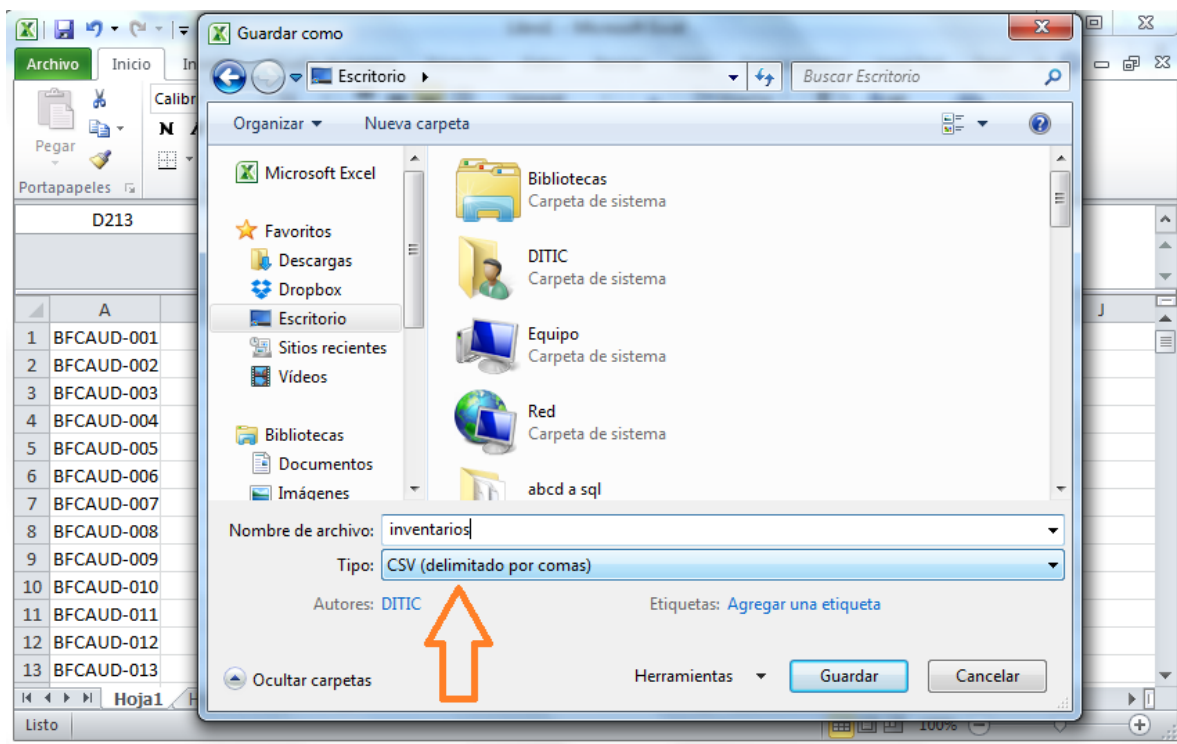 Guardar como
Archivo Inicio In
Escritorio
Buscar Escritorio
Calibr
N
Pegar
Portapapeles
Organizar Nueva carpeta
D213
Microsoft Excel
Favoritos
Descargas
Dropbox
Escritorio
Sitios recientes
Vídeos
Bibliotecas
Documentos
Imágenes
Bibliotecas
Carpeta de sistema
DITIC
Carpeta de sistema
Equipo
Carpeta de sistema
Red
Carpeta de sistema
abcd a sql
A J
1 BFCAUD-001
2 BFCAUD-002
3 BFCAUD-003
4 BFCAUD-004
5 BFCAUD-005
6 BFCAUD-006
7 BFCAUD-007
8 BFCAUD-008
9 BFCAUD-009
10 BFCAUD-010
11 BFCAUD-011
12 BFCAUD-012
13 BFCAUD-013
Nombre de archivo: inventarios
Tipo: CSV (delimitado por comas)
Autores: DITIC Etiquetas: Agregar una etiqueta
Ocultar carpetas Herramientas Guardar Cancelar
Hoja1 H
Listo 100%